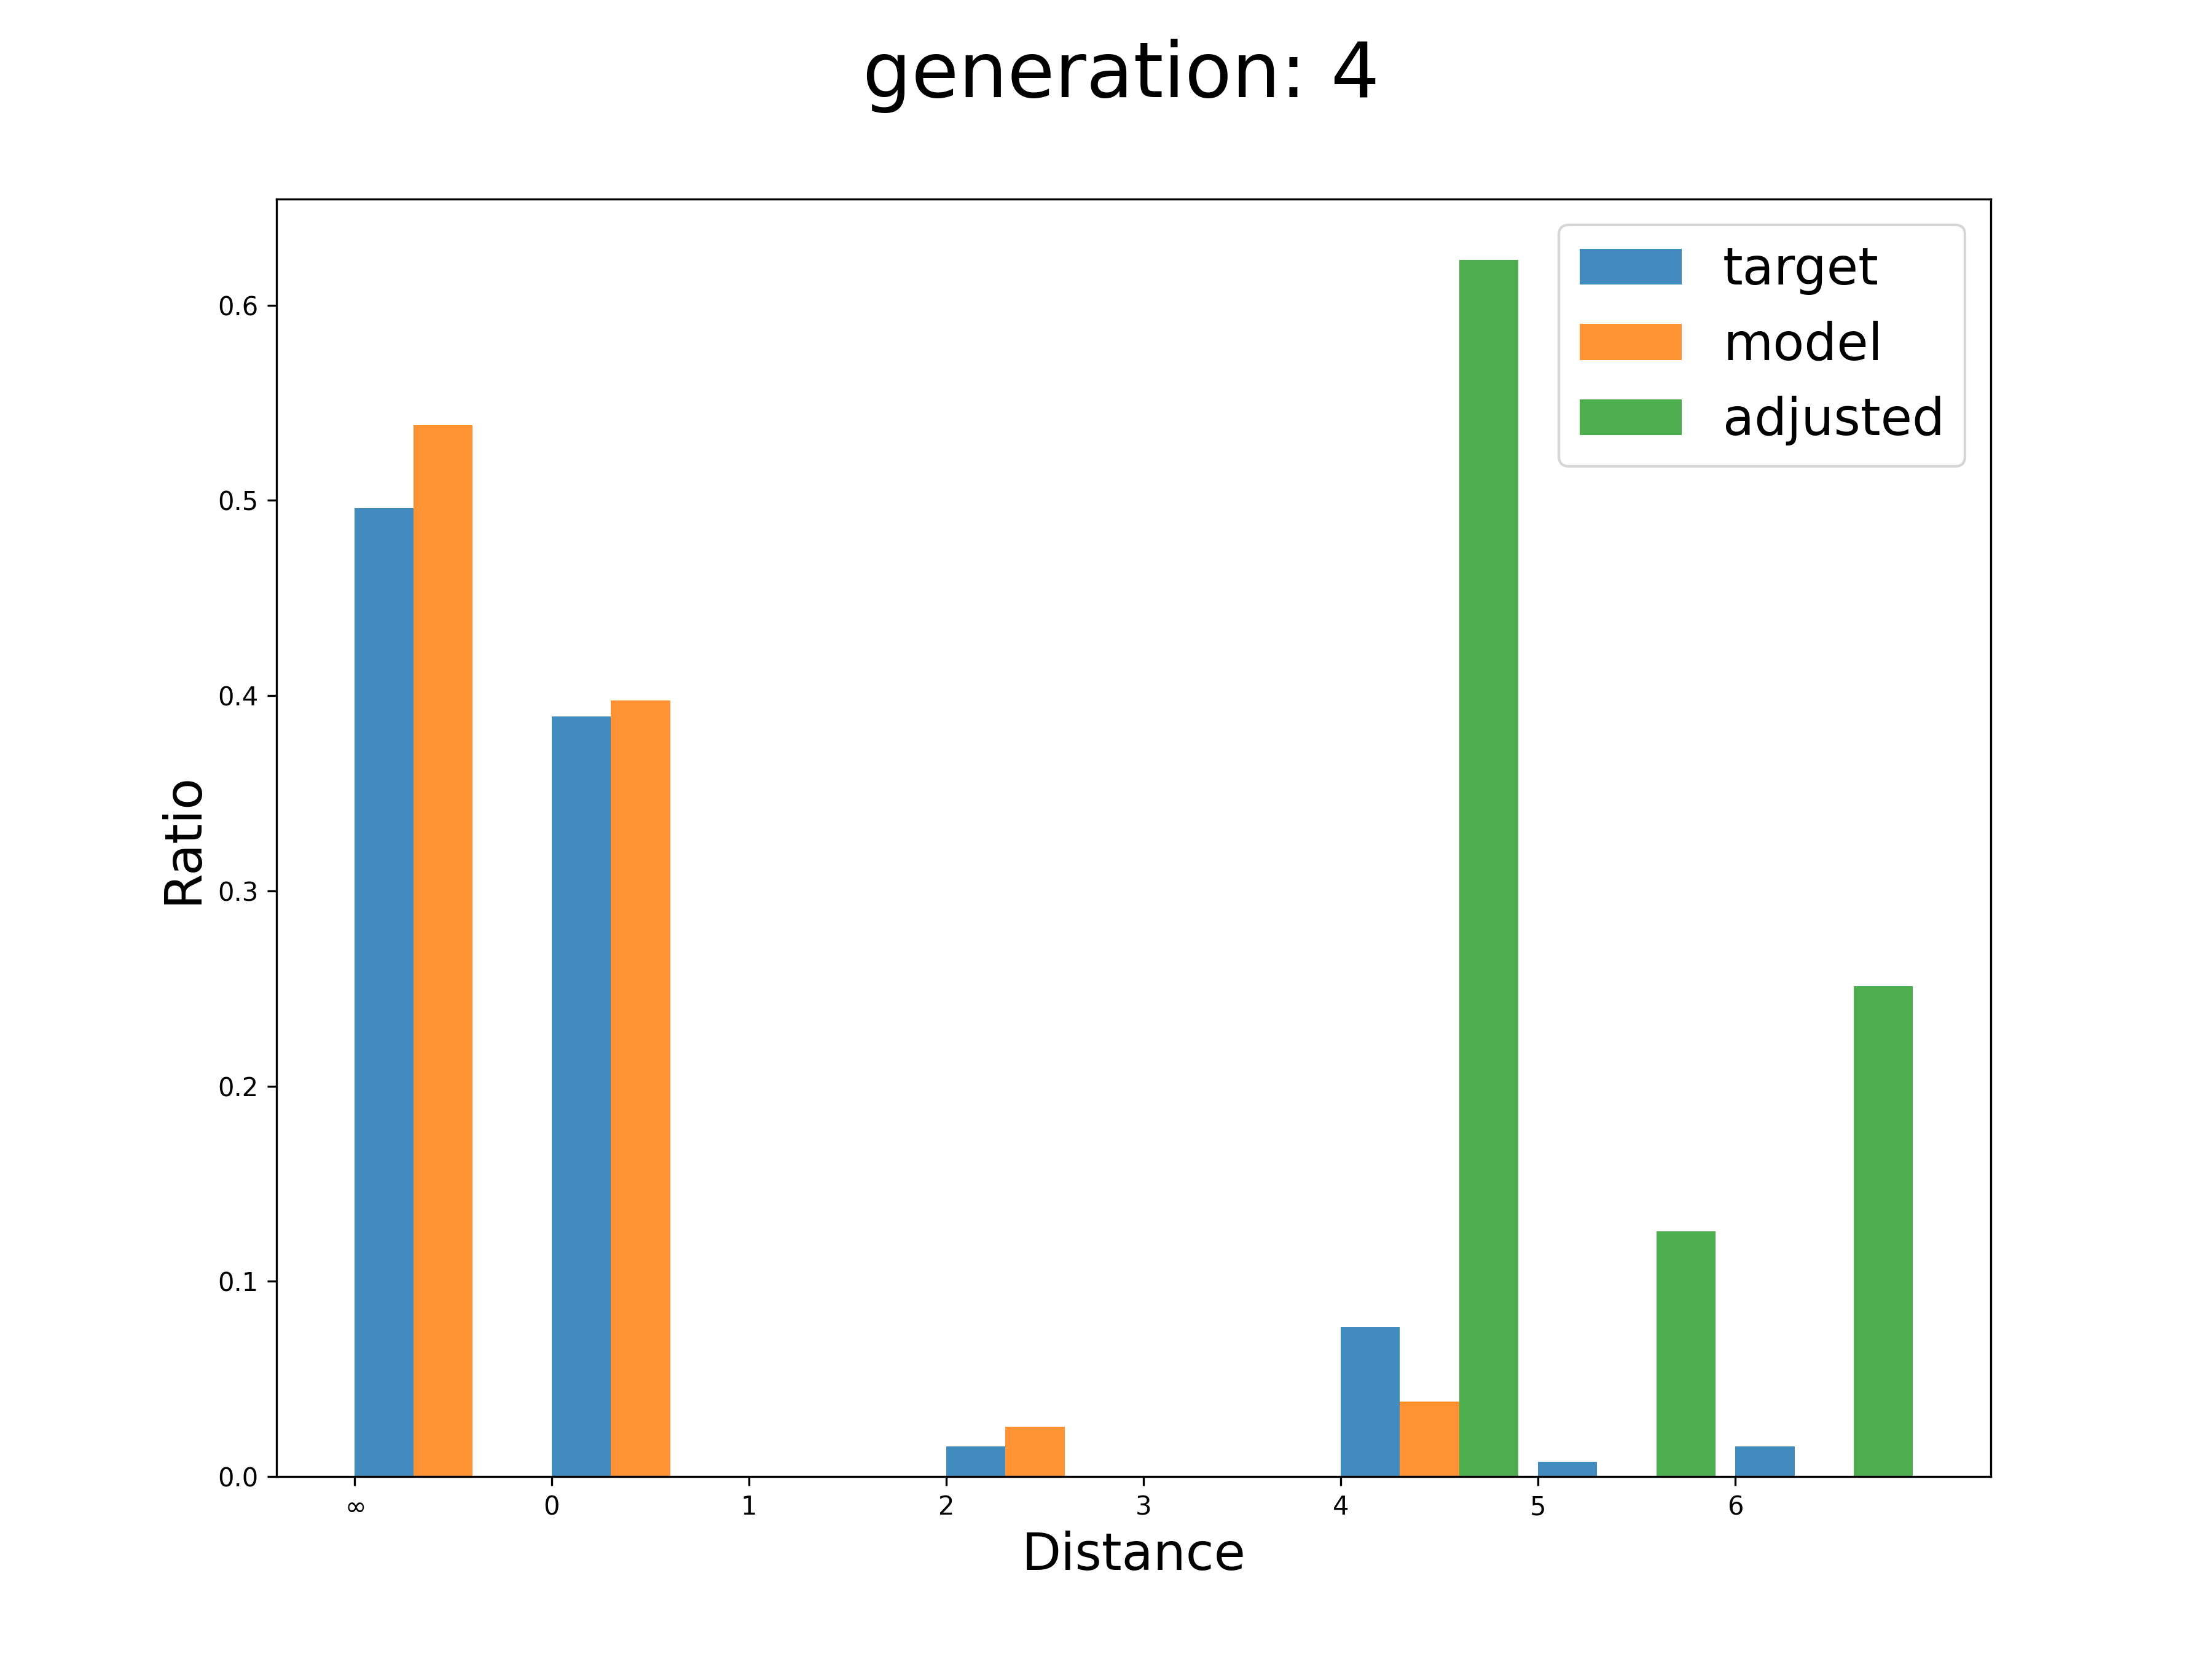 generation: 4
target
model
adjusted
0.6
0.5
0.4
0.3
0.2
0.1
0.0
Ratio
∞ 0 1 2 3 4 5 6
Distance